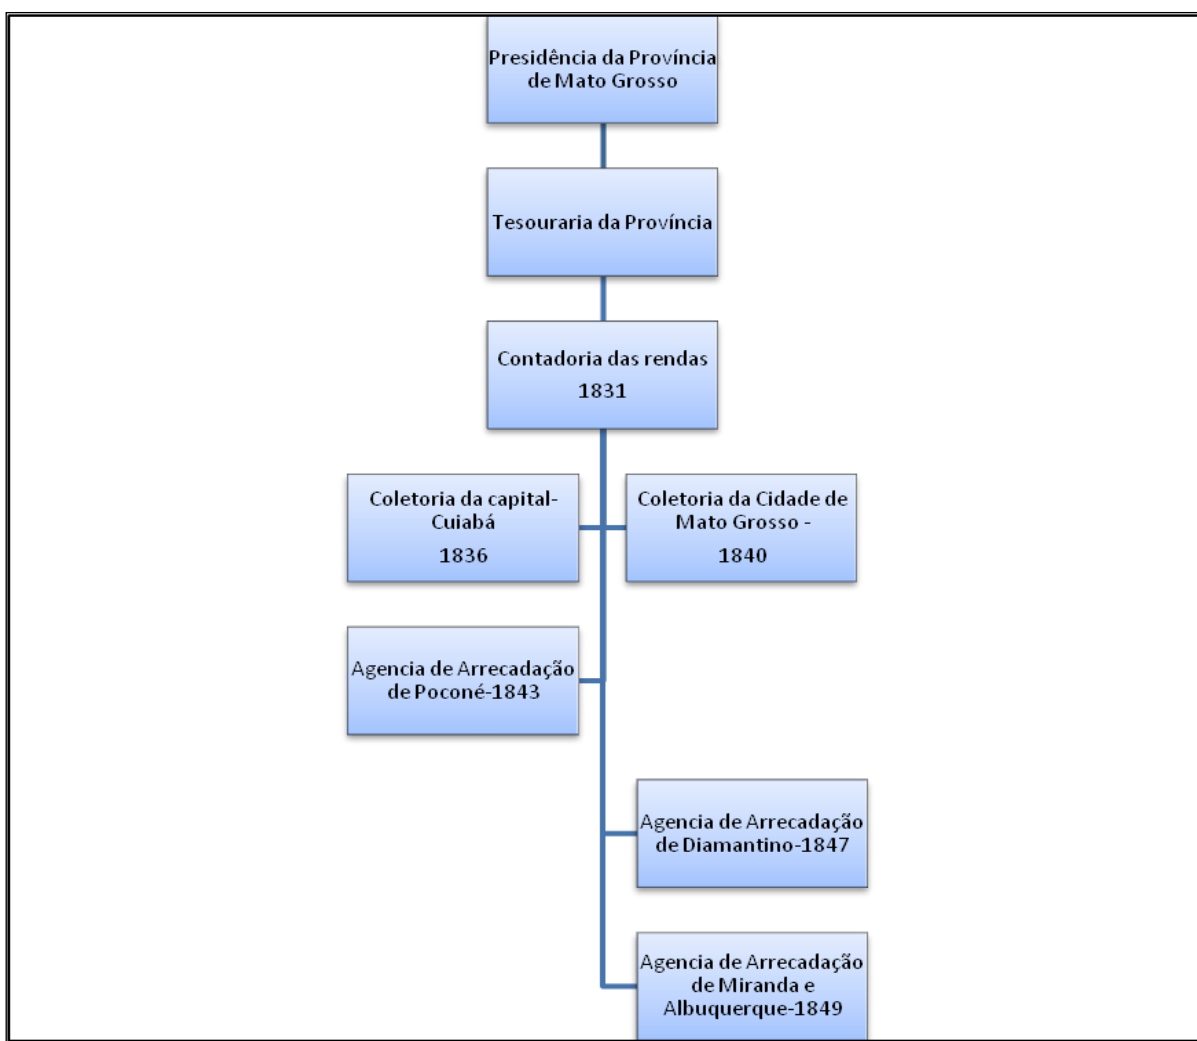 Presidência da Província
de Mato Grosso
Tesouraria da Província
Contadoria das rendas
1831
Coletoria da capital-
Cuiabá
1836
Coletoria da Cidade de
Mato Grosso -
1840
Agencia de Arrecadação
de Poconé-1843
Agencia de Arrecadação
de Diamantino-1847
Agencia de Arrecadação
de Miranda e
Albuquerque-1849